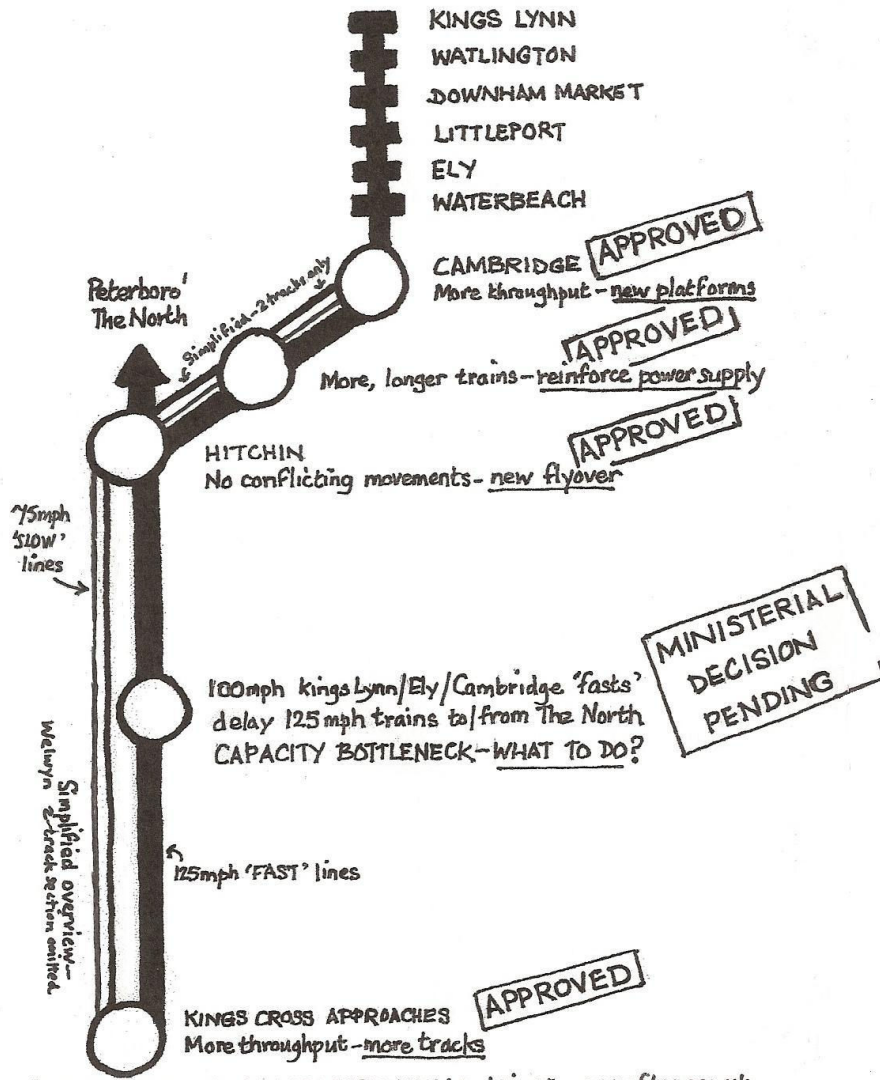 KINGS LYNN
WATLINGTON
DOWNHAM MARKET
LITTLEPORT
ELY
WATERBEACH
CAMBRIDGE
APPROVED
More throughput - new platforms
Peterboro'
The North
Simplified - 2 tracks only
APPROVED
More, longer trains - reinforce power supply
APPROVED
HITCHIN
No conflicting movements - new flyover
75mph
'SLOW'
lines
MINISTERIAL
DECISION
PENDING
100mph Kings Lynn/Ely/Cambridge 'fasts'
delay 125mph trains to/from The North
CAPACITY BOTTLENECK - WHAT TO DO?
Simplified overview -
Welwyn 2-track section omitted
125mph 'FAST' lines
APPROVED
KINGS CROSS APPROACHES
More throughput - more tracks